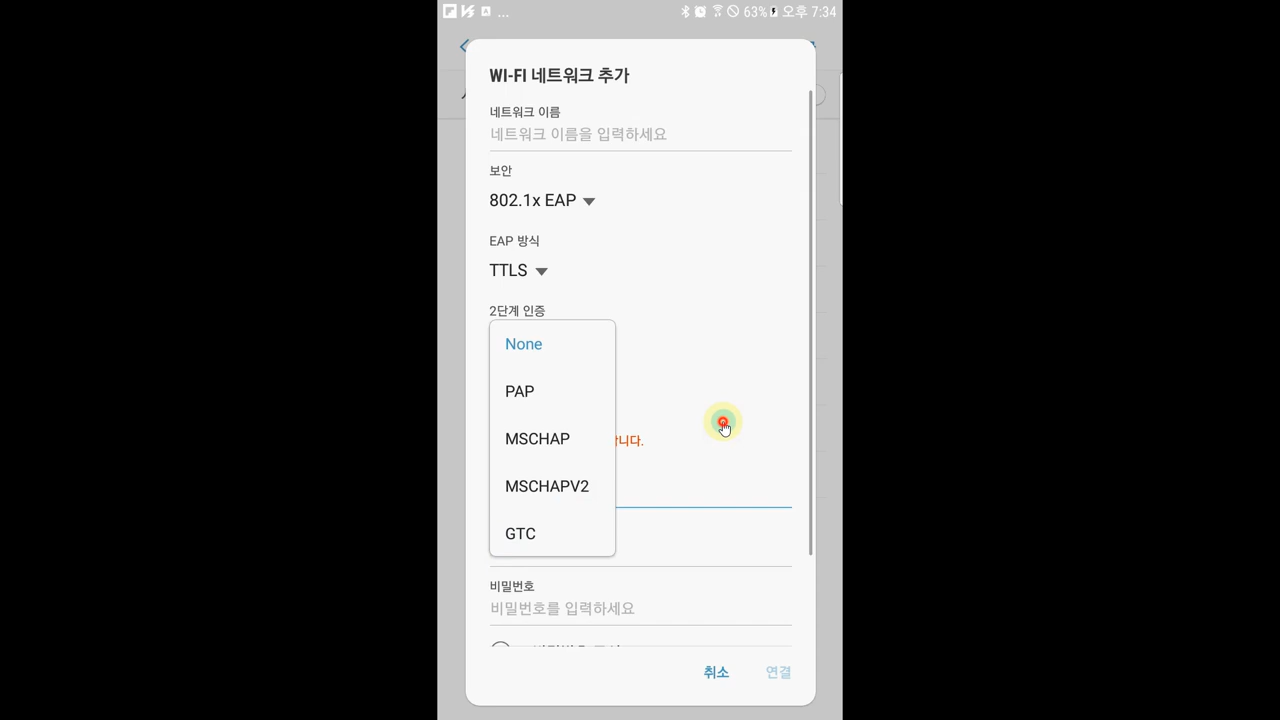 ... 63% 오후 7:34
WI-FI 네트워크 추가
네트워크 이름
네트워크 이름을 입력하세요
보안
802.1x EAP
EAP 방식
TTLS
2단계 인증
None
PAP
MSCHAP
니다.
MSCHAPV2
GTC
비밀번호
비밀번호를 입력하세요
취소 연결